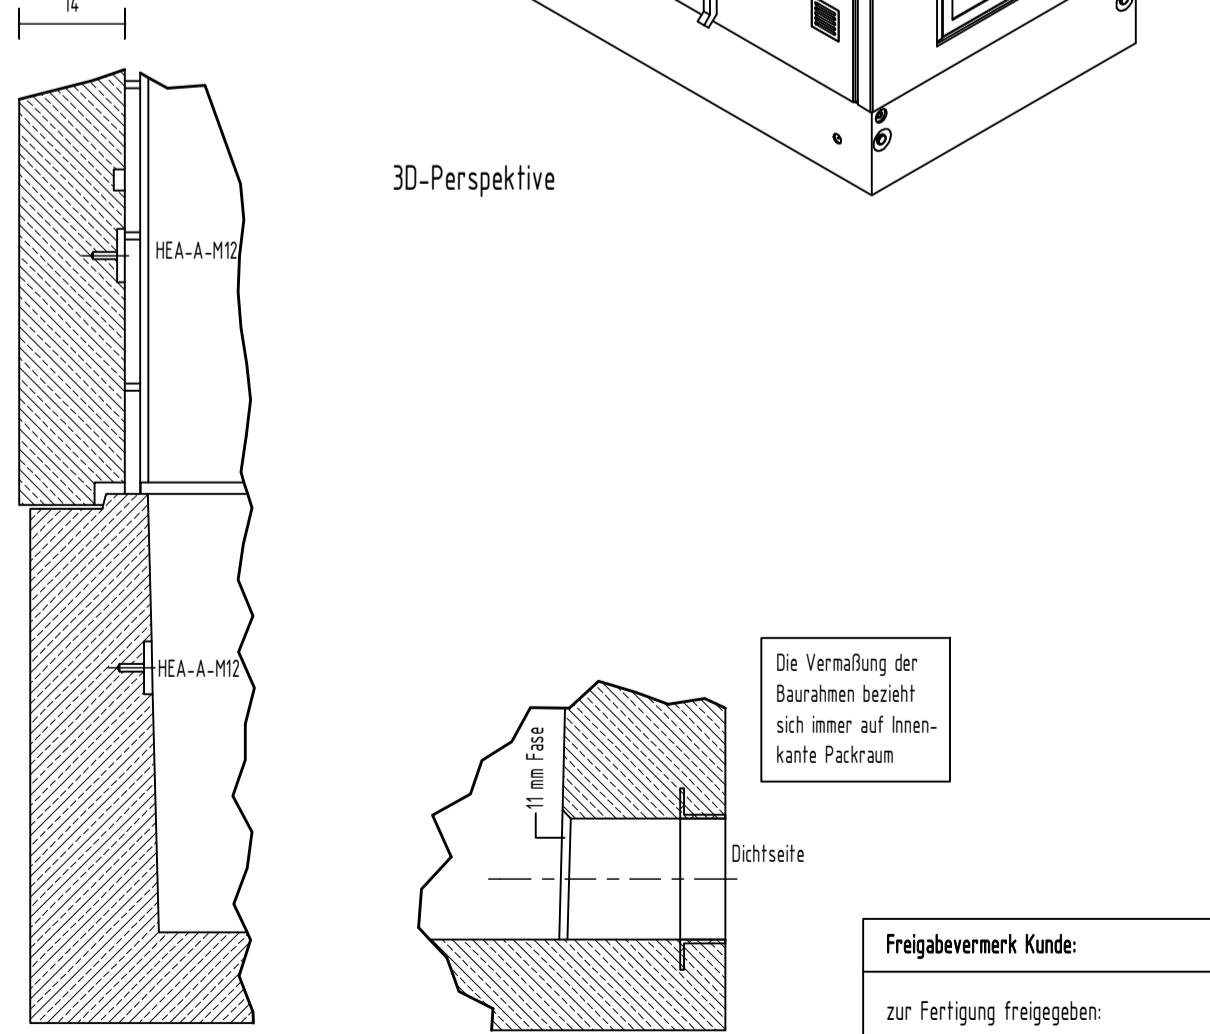 14
3D-Perspektive
HEA-A-M12
HEA-A-M12
Die Vermaßung der
Baurahmen bezieht
sich immer auf Innen-
kante Packraum
11 mm Fase
Dichtseite
Freigabevermerk Kunde:
zur Fertigung freigegeben: